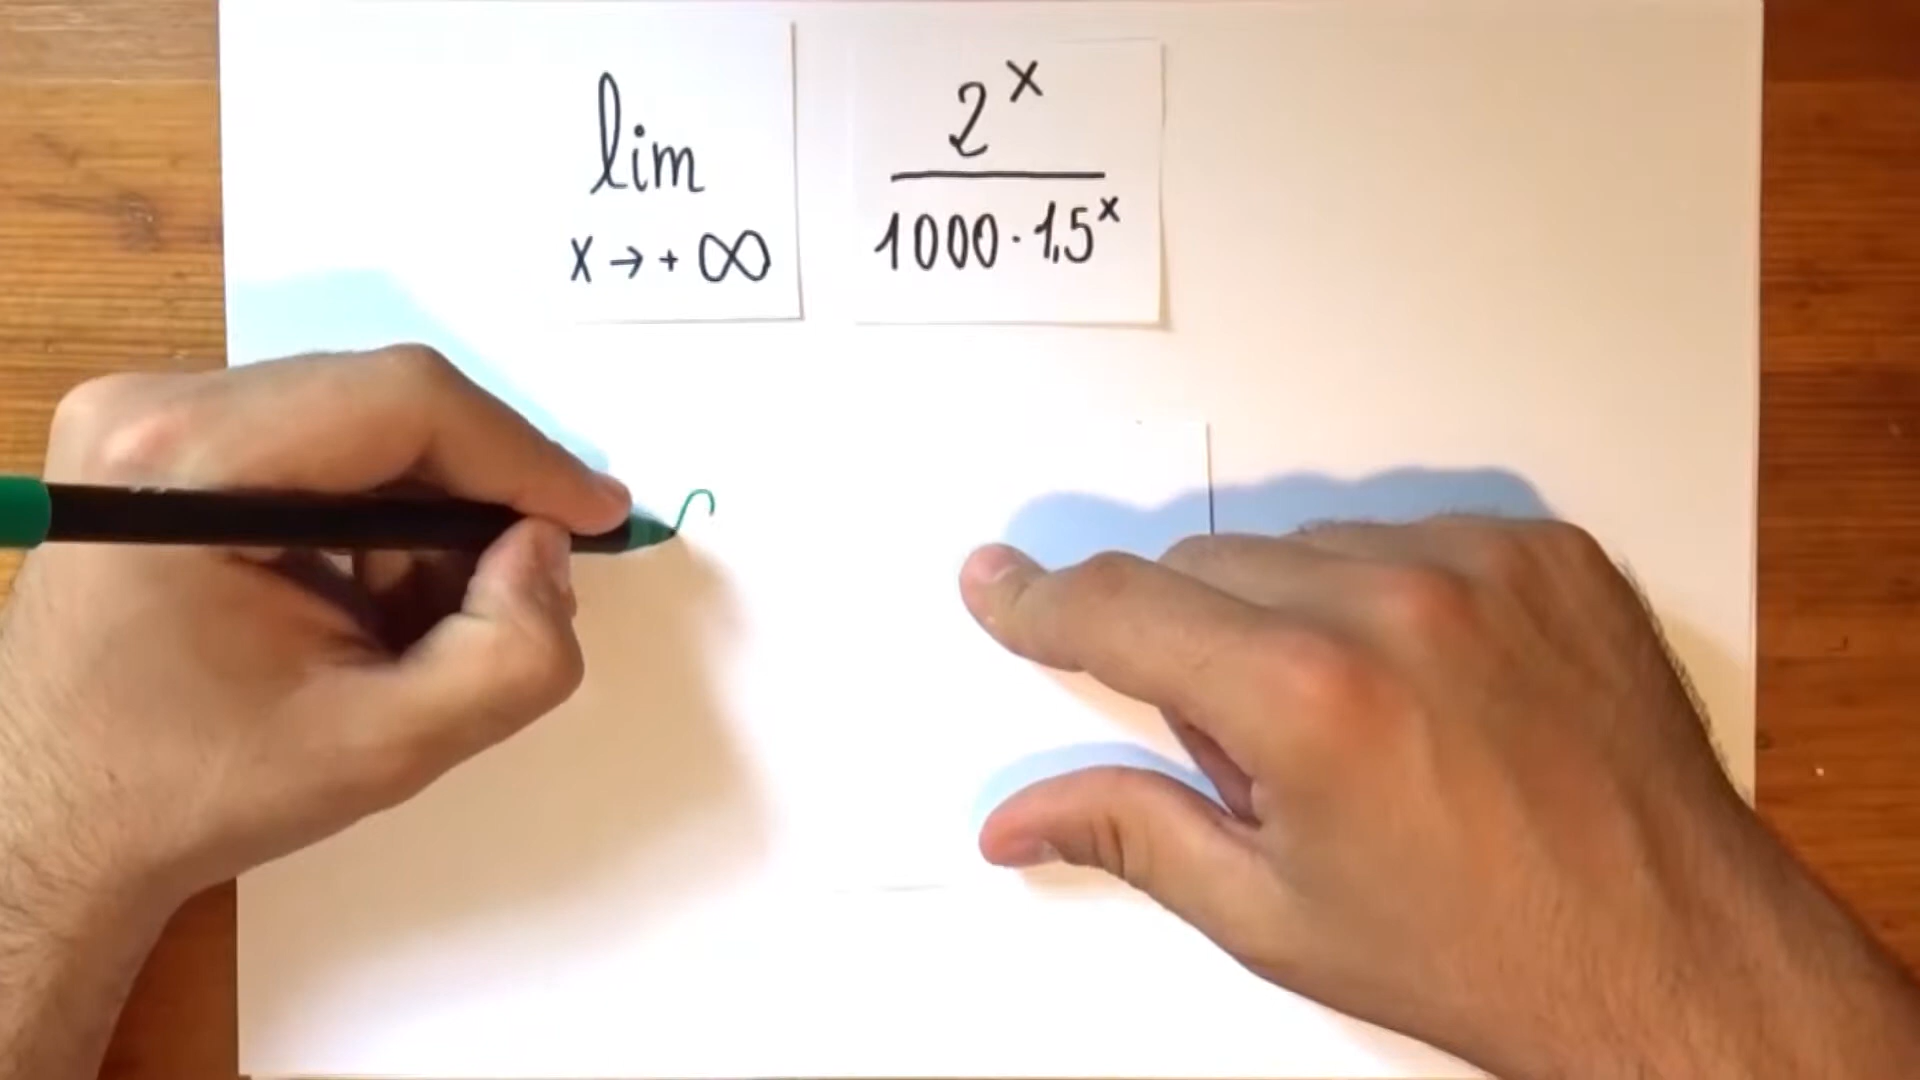 lim
x → + ∞
2^x
1000 · 1,5^x